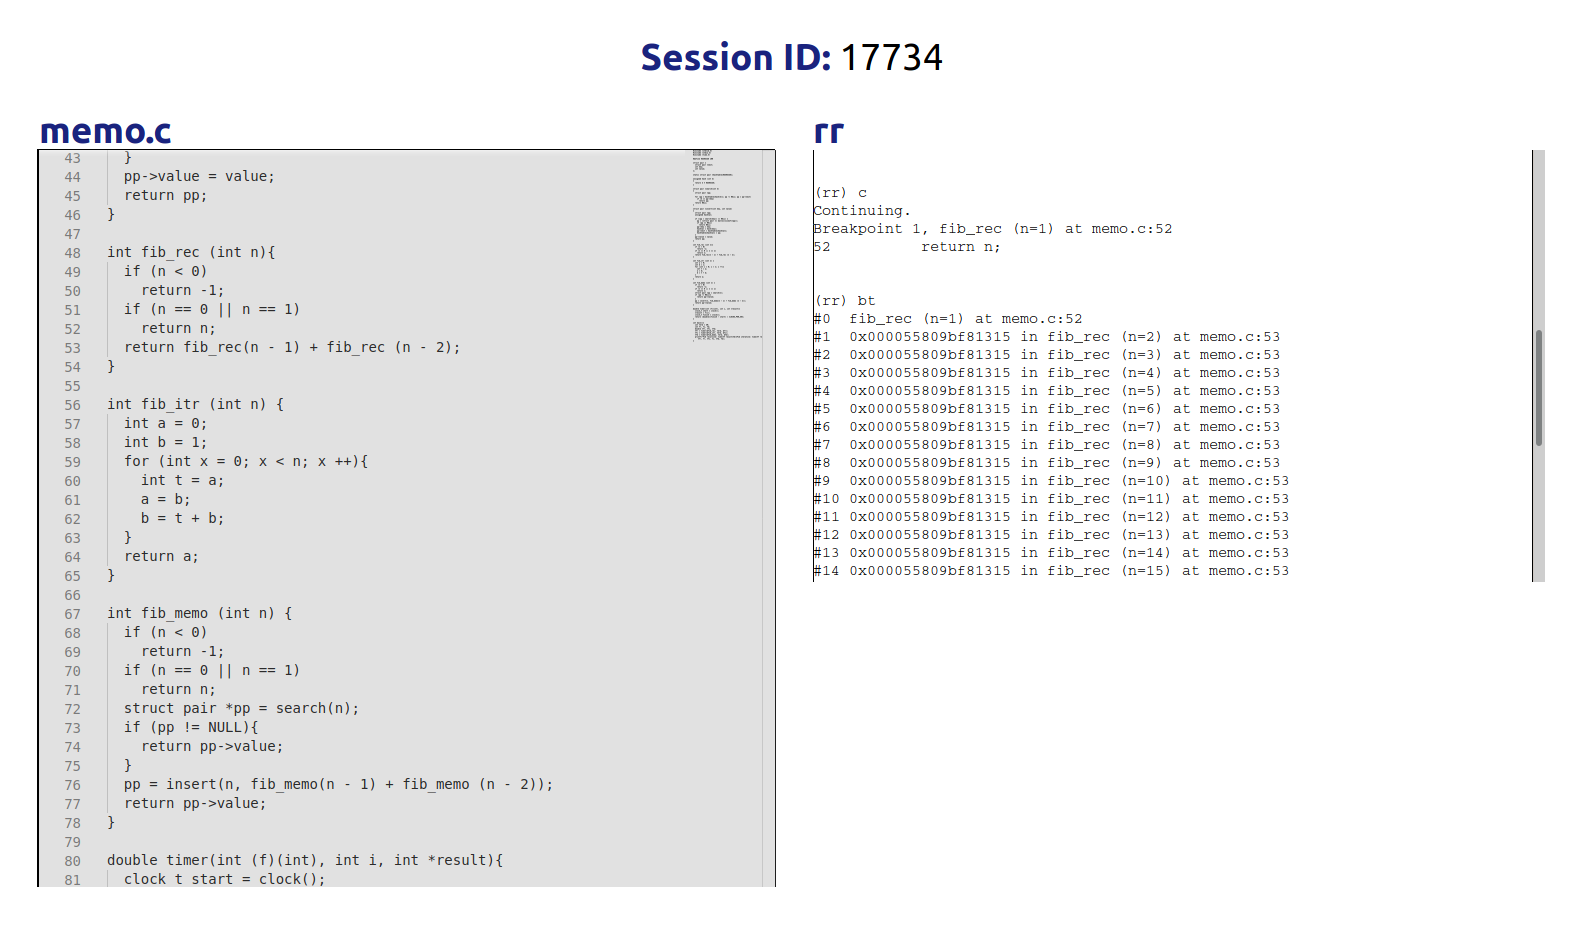 Session ID: 17734
memo.c
43 }
44 pp->value = value;
45 return pp;
46 }
47
48 int fib_rec (int n){
49 if (n < 0)
50 return -1;
51 if (n == 0 || n == 1)
52 return n;
53 return fib_rec(n - 1) + fib_rec (n - 2);
54 }
55
56 int fib_itr (int n) {
57 int a = 0;
58 int b = 1;
59 for (int x = 0; x < n; x ++){
60 int t = a;
61 a = b;
62 b = t + b;
63 }
64 return a;
65 }
66
67 int fib_memo (int n) {
68 if (n < 0)
69 return -1;
70 if (n == 0 || n == 1)
71 return n;
72 struct pair *pp = search(n);
73 if (pp != NULL){
74 return pp->value;
75 }
76 pp = insert(n, fib_memo(n - 1) + fib_memo (n - 2));
77 return pp->value;
78 }
79
80 double timer(int (f)(int), int i, int *result){
81 clock t start = clock();
rr
(rr) c
Continuing.
Breakpoint 1, fib_rec (n=1) at memo.c:52
52 return n;
(rr) bt
#0 fib_rec (n=1) at memo.c:52
#1 0x000055809bf81315 in fib_rec (n=2) at memo.c:53
#2 0x000055809bf81315 in fib_rec (n=3) at memo.c:53
#3 0x000055809bf81315 in fib_rec (n=4) at memo.c:53
#4 0x000055809bf81315 in fib_rec (n=5) at memo.c:53
#5 0x000055809bf81315 in fib_rec (n=6) at memo.c:53
#6 0x000055809bf81315 in fib_rec (n=7) at memo.c:53
#7 0x000055809bf81315 in fib_rec (n=8) at memo.c:53
#8 0x000055809bf81315 in fib_rec (n=9) at memo.c:53
#9 0x000055809bf81315 in fib_rec (n=10) at memo.c:53
#10 0x000055809bf81315 in fib_rec (n=11) at memo.c:53
#11 0x000055809bf81315 in fib_rec (n=12) at memo.c:53
#12 0x000055809bf81315 in fib_rec (n=13) at memo.c:53
#13 0x000055809bf81315 in fib_rec (n=14) at memo.c:53
#14 0x000055809bf81315 in fib_rec (n=15) at memo.c:53